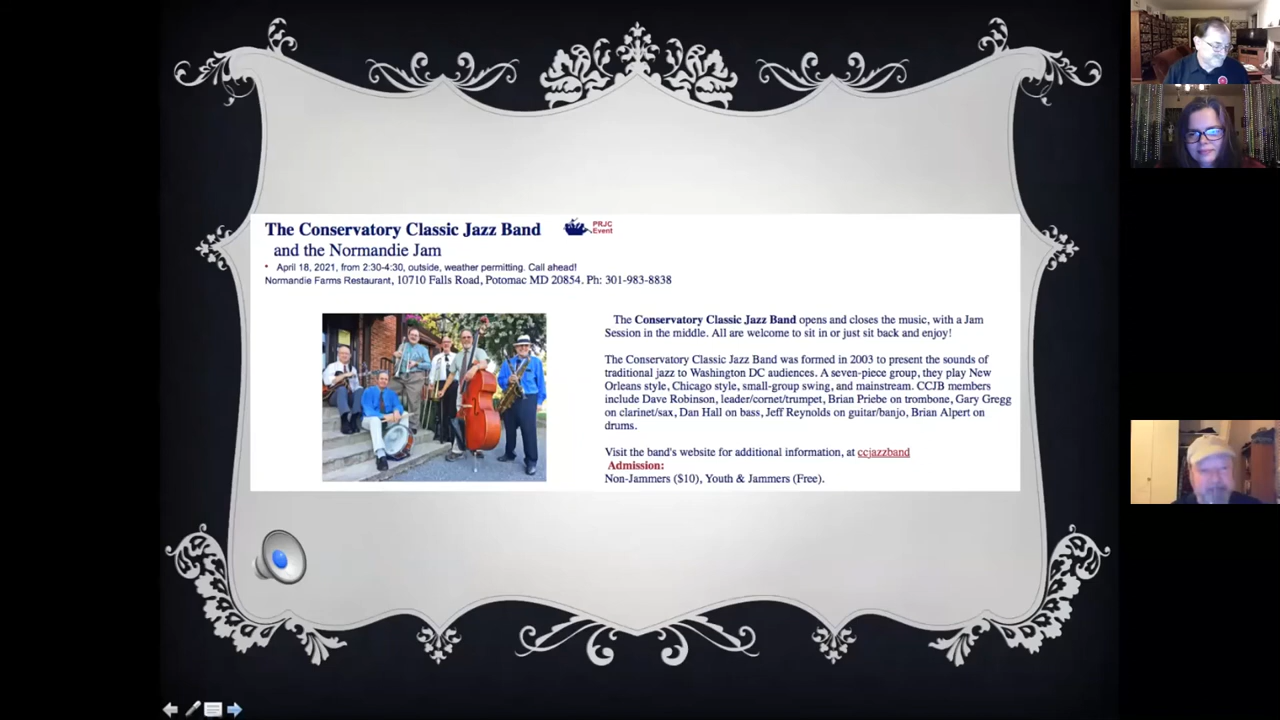 The Conservatory Classic Jazz Band
PRJC
Event
and the Normandie Jam
• April 18, 2021, from 2:30-4:30, outside, weather permitting. Call ahead!
Normandie Farms Restaurant, 10710 Falls Road, Potomac MD 20854. Ph: 301-983-8838
The Conservatory Classic Jazz Band opens and closes the music, with a Jam
Session in the middle. All are welcome to sit in or just sit back and enjoy!
The Conservatory Classic Jazz Band was formed in 2003 to present the sounds of
traditional jazz to Washington DC audiences. A seven-piece group, they play New
Orleans style, Chicago style, small-group swing, and mainstream. CCJB members
include Dave Robinson, leader/cornet/trumpet, Brian Priebe on trombone, Gary Gregg
on clarinet/sax, Dan Hall on bass, Jeff Reynolds on guitar/banjo, Brian Alpert on
drums.
Visit the band's website for additional information, at ccjazzband
Admission:
Non-Jammers ($10), Youth & Jammers (Free).